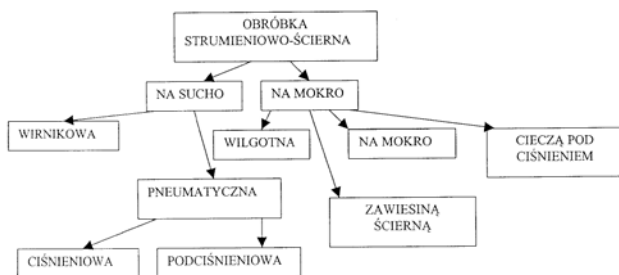 OBRÓBKA
STRUMIENIOWO-ŚCIERNA
NA SUCHO
NA MOKRO
WIRNIKOWA
WILGOTNA
NA MOKRO
CIECZĄ POD
CIŚNIENIEM
PNEUMATYCZNA
ZAWIESINĄ
ŚCIERNĄ
CIŚNIENIOWA
PODCIŚNIENIOWA